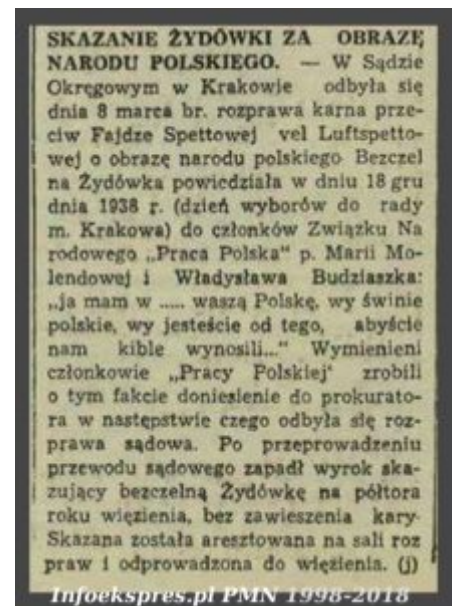 SKAZANIE ŻYDÓWKI ZA OBRAZĘ
NARODU POLSKIEGO. — W Sądzie
Okręgowym w Krakowie odbyła się
dnia 8 marca br. rozprawa karna prze-
ciw Fajdze Spettowej vel Luftspetto-
wej o obrazę narodu polskiego Bezczel
na Żydówka powiedziała w dniu 18 gru
dnia 1938 r. (dzień wyborów do rady
m. Krakowa) do członków Związku Na
rodowego „Praca Polska" p. Marii Mo-
lendowej i Władysława Budziaszka:
„ja mam w ..... waszą Polskę, wy świnie
polskie, wy jesteście od tego, abyście
nam kible wynosili..." Wymienieni
członkowie „Pracy Polskiej' zrobili
o tym fakcie doniesienie do prokurato-
ra w następstwie czego odbyła się roz-
prawa sądowa. Po przeprowadzeniu
przewodu sądowego zapadł wyrok ska-
zujący bezczelną Żydówkę na półtora
roku więzienia, bez zawieszenia kary-
Skazana została aresztowana na sali roz
praw i odprowadzona do więzienia. (j)
Infoekspres.pl PMN 1998-2018